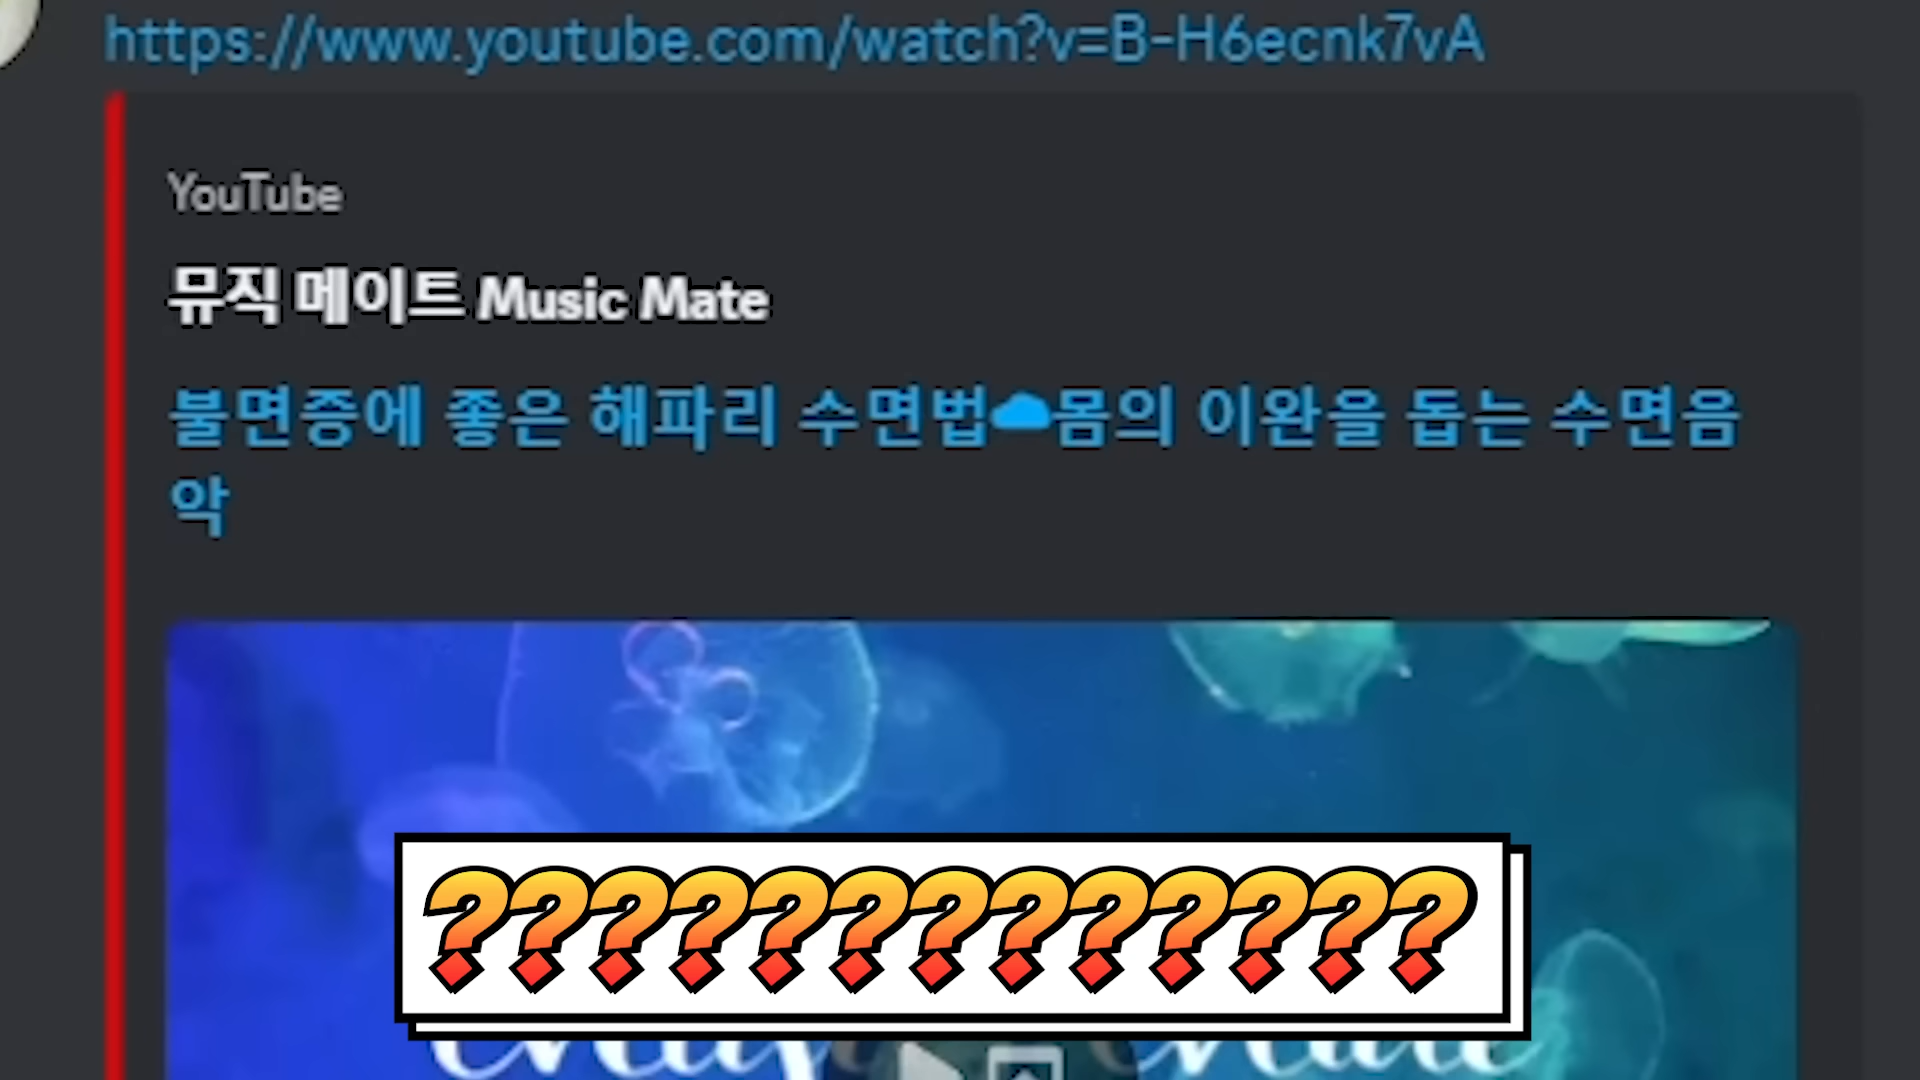 https://www.youtube.com/watch?v=B-H6ecnk7vA
YouTube
뮤직 메이트 Music Mate
불면증에 좋은 해파리 수면법☁몸의 이완을 돕는 수면음
악
?????????????